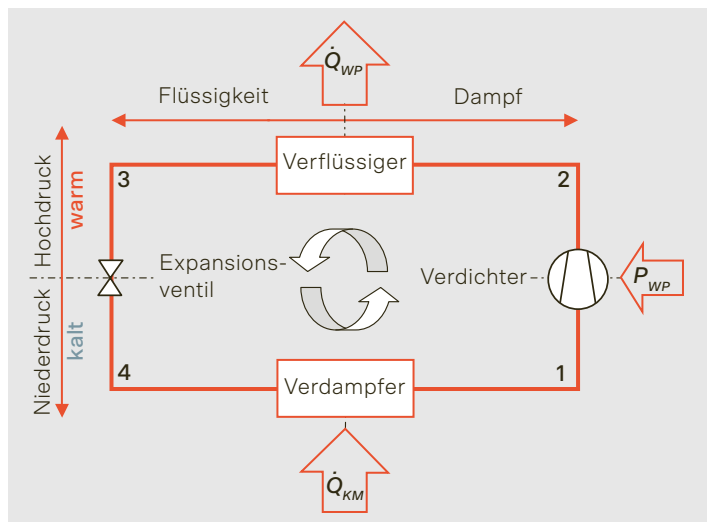 Q̇WP
Flüssigkeit
Dampf
Verflüssiger
3
2
Hochdruck
warm
Expansions-
ventil
Verdichter
PWP
Niederdruck
kalt
4
1
Verdampfer
Q̇KM